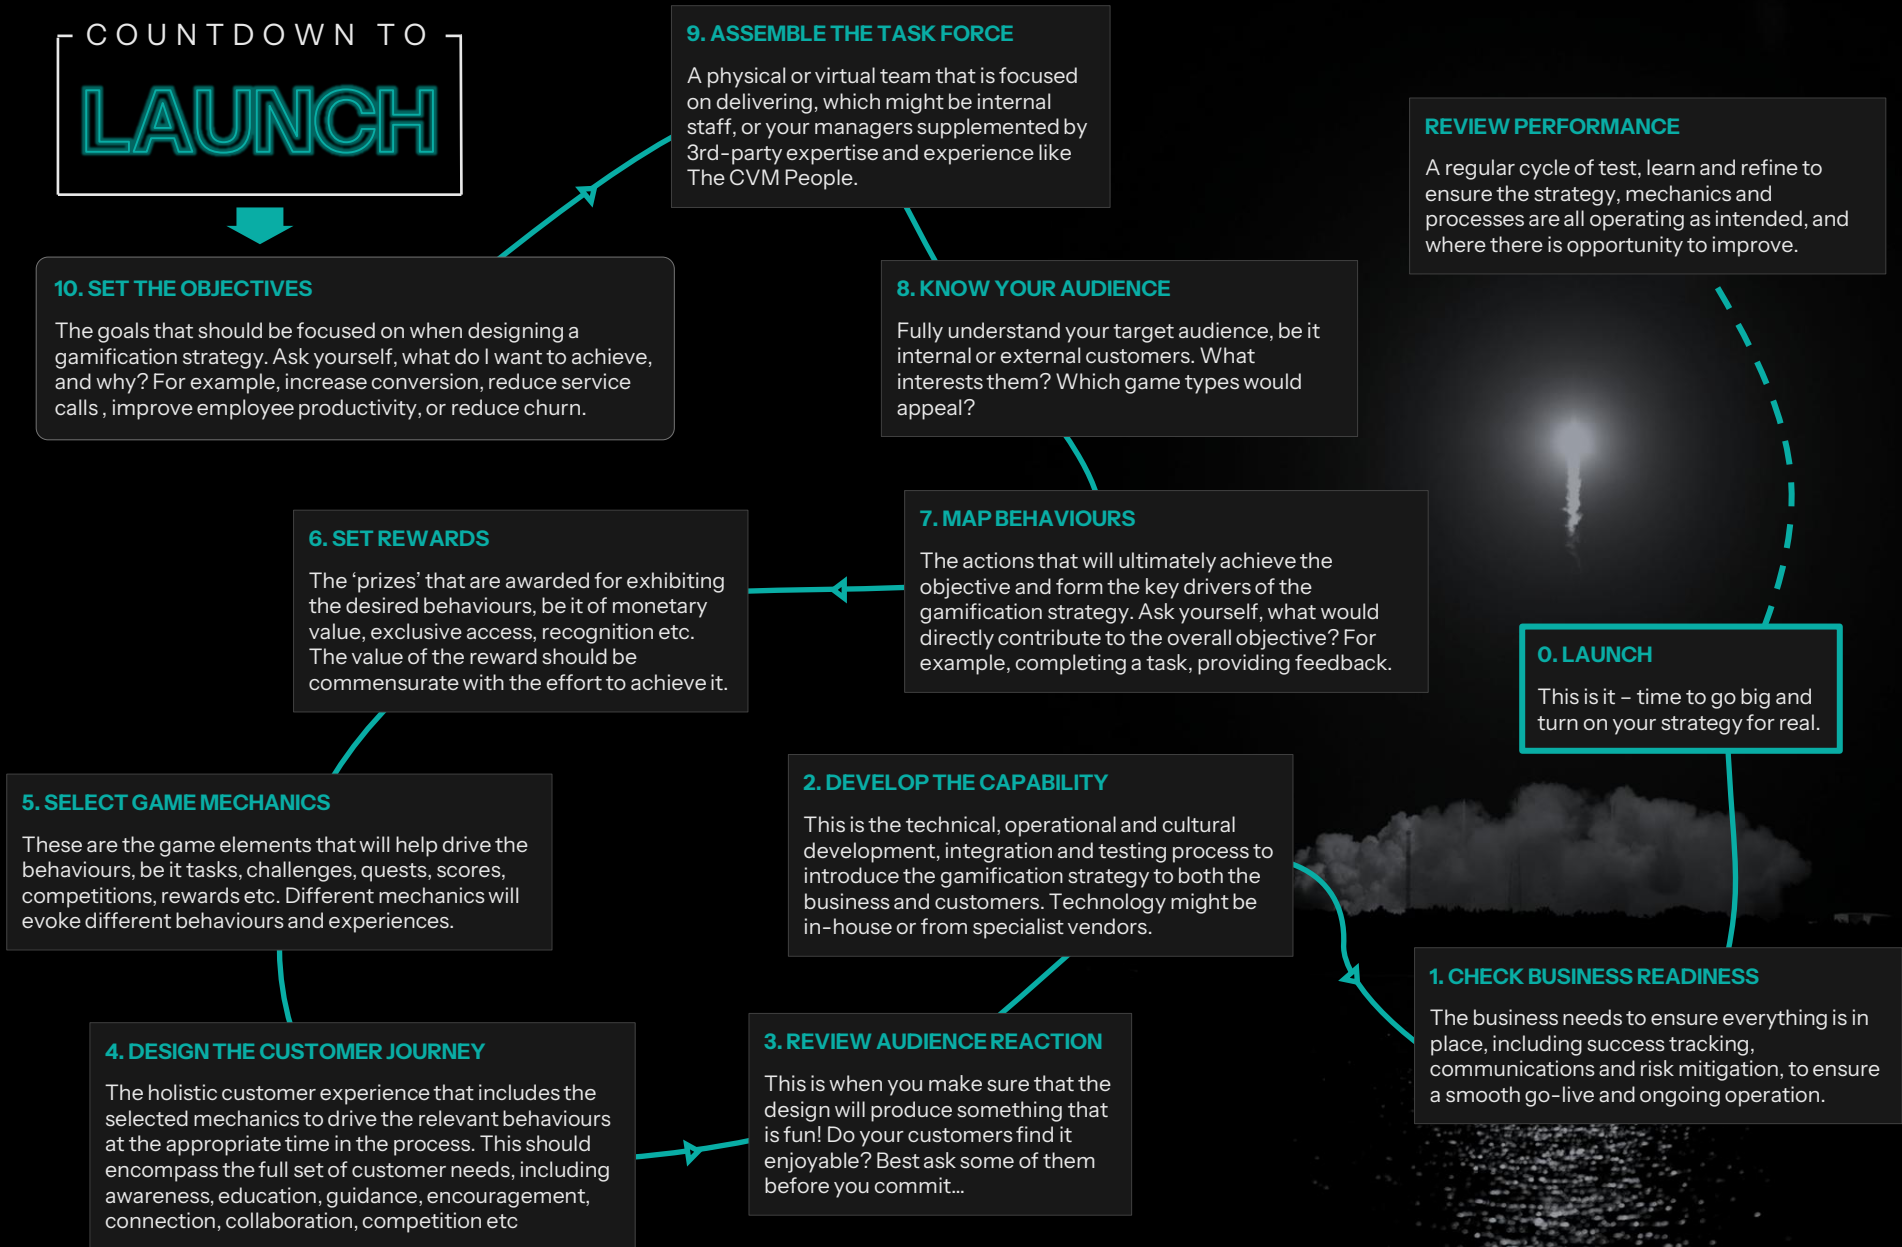 COUNTDOWN TO
LAUNCH
10. SET THE OBJECTIVES
The goals that should be focused on when designing a
gamification strategy. Ask yourself, what do I want to achieve,
and why? For example, increase conversion, reduce service
calls , improve employee productivity, or reduce churn.
9. ASSEMBLE THE TASK FORCE
A physical or virtual team that is focused
on delivering, which might be internal
staff, or your managers supplemented by
3rd-party expertise and experience like
The CVM People.
8. KNOW YOUR AUDIENCE
Fully understand your target audience, be it
internal or external customers. What
interests them? Which game types would
appeal?
7. MAP BEHAVIOURS
The actions that will ultimately achieve the
objective and form the key drivers of the
gamification strategy. Ask yourself, what would
directly contribute to the overall objective? For
example, completing a task, providing feedback.
6. SET REWARDS
The ‘prizes’ that are awarded for exhibiting
the desired behaviours, be it of monetary
value, exclusive access, recognition etc.
The value of the reward should be
commensurate with the effort to achieve it.
5. SELECT GAME MECHANICS
These are the game elements that will help drive the
behaviours, be it tasks, challenges, quests, scores,
competitions, rewards etc. Different mechanics will
evoke different behaviours and experiences.
4. DESIGN THE CUSTOMER JOURNEY
The holistic customer experience that includes the
selected mechanics to drive the relevant behaviours
at the appropriate time in the process. This should
encompass the full set of customer needs, including
awareness, education, guidance, encouragement,
connection, collaboration, competition etc
3. REVIEW AUDIENCE REACTION
This is when you make sure that the
design will produce something that
is fun! Do your customers find it
enjoyable? Best ask some of them
before you commit...
2. DEVELOP THE CAPABILITY
This is the technical, operational and cultural
development, integration and testing process to
introduce the gamification strategy to both the
business and customers. Technology might be
in-house or from specialist vendors.
1. CHECK BUSINESS READINESS
The business needs to ensure everything is in
place, including success tracking,
communications and risk mitigation, to ensure
a smooth go-live and ongoing operation.
0. LAUNCH
This is it – time to go big and
turn on your strategy for real.
REVIEW PERFORMANCE
A regular cycle of test, learn and refine to
ensure the strategy, mechanics and
processes are all operating as intended, and
where there is opportunity to improve.